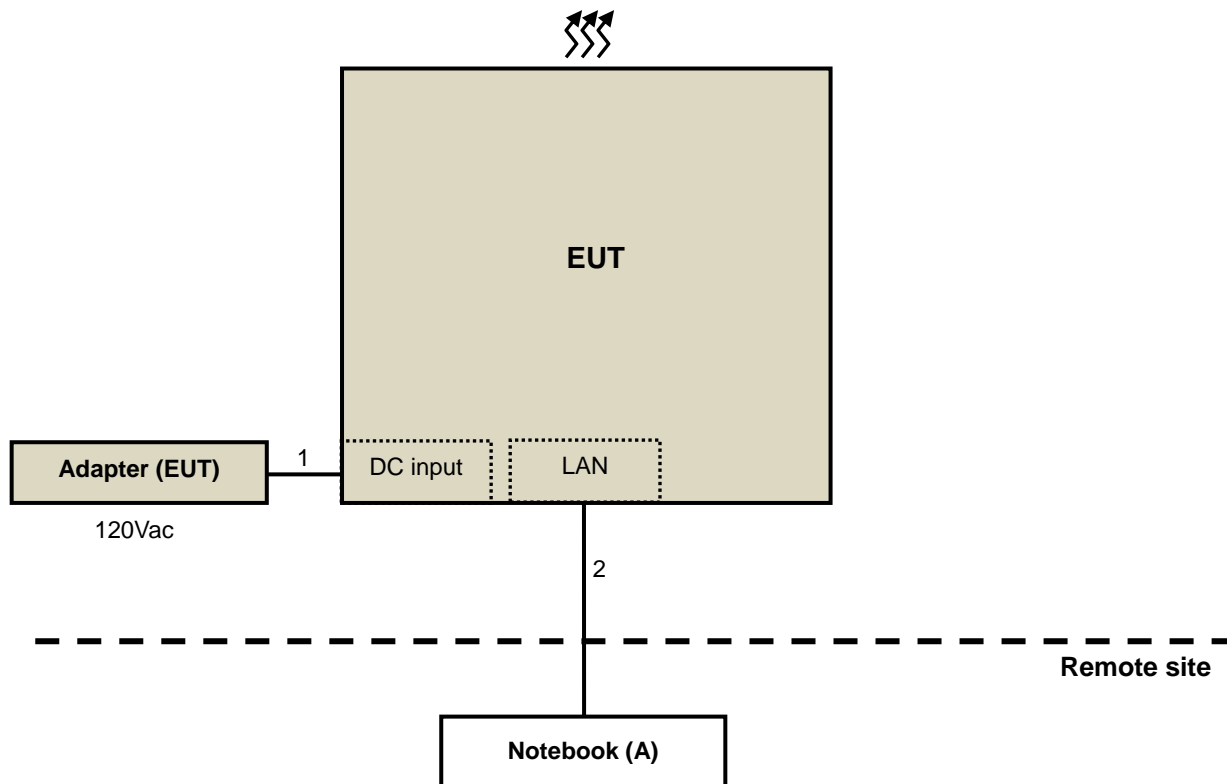 EUT
Adapter (EUT)
1
DC input
LAN
120Vac
2
Remote site
Notebook (A)